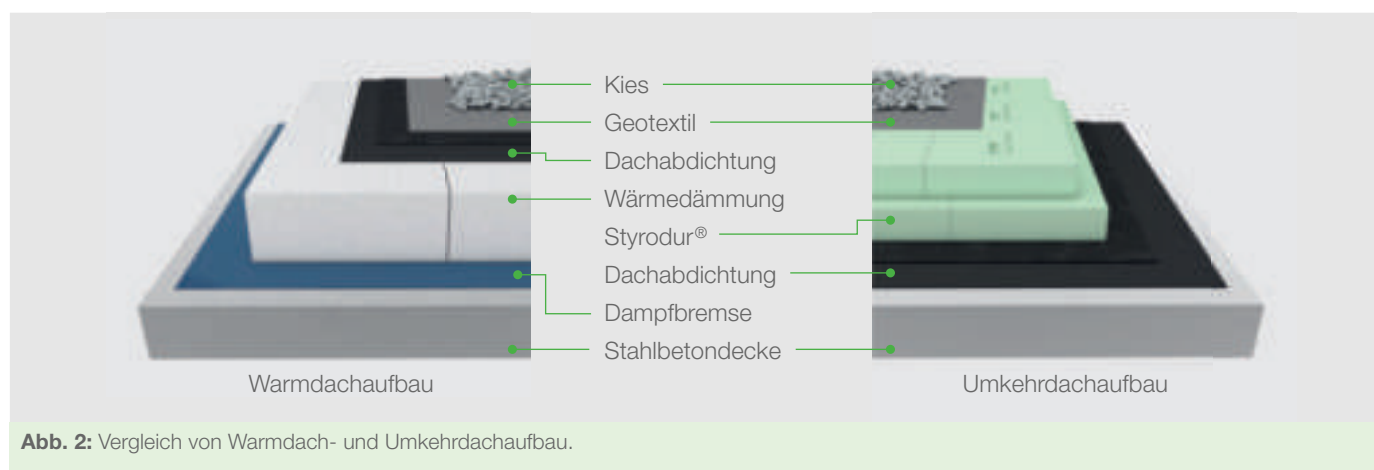 Kies
Geotextil
Dachabdichtung
Wärmedämmung
Styrodur®
Dachabdichtung
Dampfbremse
Stahlbetondecke
Warmdachaufbau
Umkehrdachaufbau
Abb. 2: Vergleich von Warmdach- und Umkehrdachaufbau.